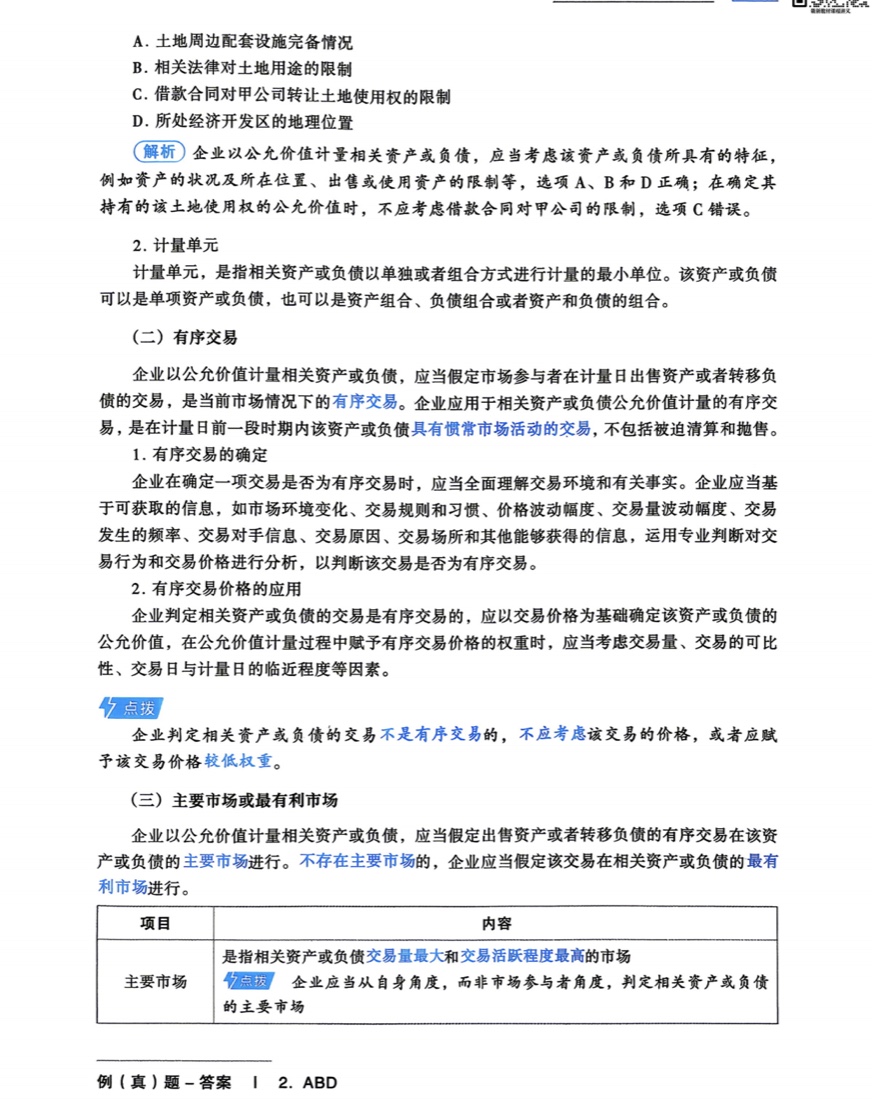 A. 土地周边配套设施完备情况
B. 相关法律对土地用途的限制
C. 借款合同对甲公司转让土地使用权的限制
D. 所处经济开发区的地理位置
解析 企业以公允价值计量相关资产或负债，应当考虑该资产或负债所具有的特征，
例如资产的状况及所在位置、出售或使用资产的限制等，选项 A、B 和 D 正确；在确定其
持有的该土地使用权的公允价值时，不应考虑借款合同对甲公司的限制，选项 C 错误。
2. 计量单元
计量单元，是指相关资产或负债以单独或者组合方式进行计量的最小单位。该资产或负债
可以是单项资产或负债，也可以是资产组合、负债组合或者资产和负债的组合。
（二）有序交易
企业以公允价值计量相关资产或负债，应当假定市场参与者在计量日出售资产或者转移负
债的交易，是当前市场情况下的有序交易。企业应用于相关资产或负债公允价值计量的有序交
易，是在计量日前一段时期内该资产或负债具有惯常市场活动的交易，不包括被迫清算和抛售。
1. 有序交易的确定
企业在确定一项交易是否为有序交易时，应当全面理解交易环境和有关事实。企业应当基
于可获取的信息，如市场环境变化、交易规则和习惯、价格波动幅度、交易量波动幅度、交易
发生的频率、交易对手信息、交易原因、交易场所和其他能够获得的信息，运用专业判断对交
易行为和交易价格进行分析，以判断该交易是否为有序交易。
2. 有序交易价格的应用
企业判定相关资产或负债的交易是有序交易的，应以交易价格为基础确定该资产或负债的
公允价值，在公允价值计量过程中赋予有序交易价格的权重时，应当考虑交易量、交易的可比
性、交易日与计量日的临近程度等因素。
点拨
企业判定相关资产或负债的交易不是有序交易的，不应考虑该交易的价格，或者应赋
予该交易价格较低权重。
（三）主要市场或最有利市场
企业以公允价值计量相关资产或负债，应当假定出售资产或者转移负债的有序交易在该资
产或负债的主要市场进行。不存在主要市场的，企业应当假定该交易在相关资产或负债的最有
利市场进行。
项目 内容
主要市场 是指相关资产或负债交易量最大和交易活跃程度最高的市场
点拨 企业应当从自身角度，而非市场参与者角度，判定相关资产或负债
的主要市场
例（真）题 – 答案 | 2. ABD